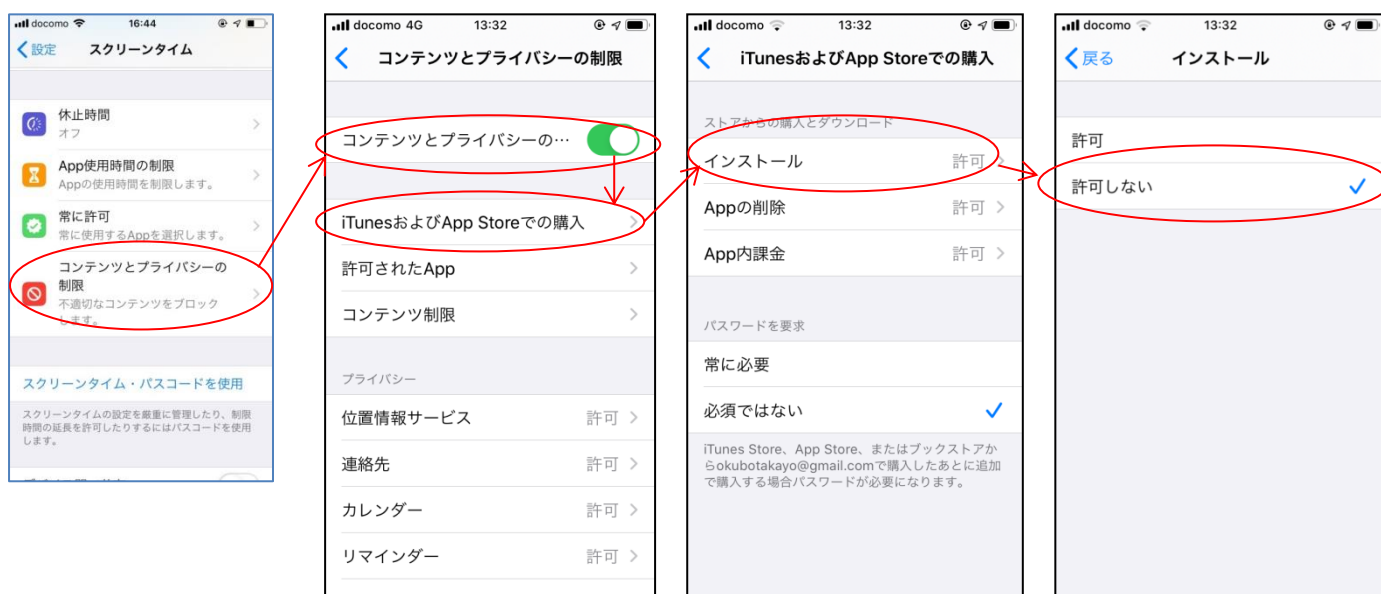 docomo 16:44
設定 スクリーンタイム
休止時間
オフ
App使用時間の制限
Appの使用時間を制限します。
常に許可
常に使用するAppを選択します。
コンテンツとプライバシーの
制限
不適切なコンテンツをブロック
します。
スクリーンタイム・パスコードを使用
スクリーンタイムの設定を厳重に管理したり、制限
時間の延長を許可したりするにはパスコードを使用
します。
docomo 4G 13:32
コンテンツとプライバシーの制限
コンテンツとプライバシーの…
iTunesおよびApp Storeでの購入
許可されたApp
コンテンツ制限
プライバシー
位置情報サービス 許可
連絡先 許可
カレンダー 許可
リマインダー 許可
docomo 13:32
iTunesおよびApp Storeでの購入
ストアからの購入とダウンロード
インストール 許可
Appの削除 許可
App内課金 許可
パスワードを要求
常に必要
必須ではない
iTunes Store、App Store、またはブックストアか
らokubotakayo@gmail.comで購入したあとに追加
で購入する場合パスワードが必要になります。
docomo 13:32
戻る インストール
許可
許可しない